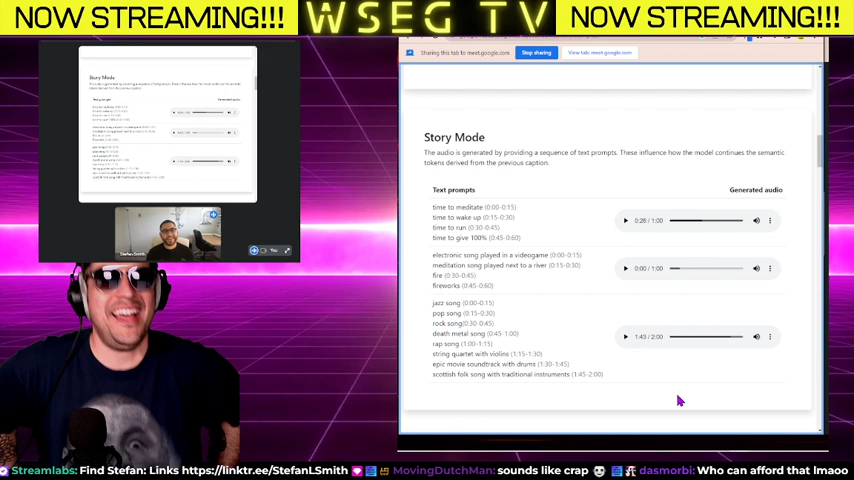 NOW STREAMING!!!
WSEG TV
NOW STREAMING!!!
Sharing this tab to meet.google.com
Stop sharing
View tab: meet.google.com
Story Mode
Text prompts
Generated audio
Stefan Smith
You
Story Mode
The audio is generated by providing a sequence of text prompts. These influence how the model continues the semantic
tokens derived from the previous caption.
Text prompts
Generated audio
time to meditate (0:00-0:15)
time to wake up (0:15-0:30)
time to run (0:30-0:45)
time to give 100% (0:45-0:60)
0:28 / 1:00
electronic song played in a videogame (0:00-0:15)
meditation song played next to a river (0:15-0:30)
fire (0:30-0:45)
fireworks (0:45-0:60)
0:00 / 1:00
jazz song (0:00-0:15)
pop song (0:15-0:30)
rock song(0:30-0:45)
death metal song (0:45-1:00)
rap song (1:00-1:15)
string quartet with violins (1:15-1:30)
epic movie soundtrack with drums (1:30-1:45)
scottish folk song with traditional instruments (1:45-2:00)
1:43 / 2:00
Streamlabs: Find Stefan: Links https://linktr.ee/StefanLSmith MovingDutchMan: sounds like crap dasmorbi: Who can afford that lmaoo